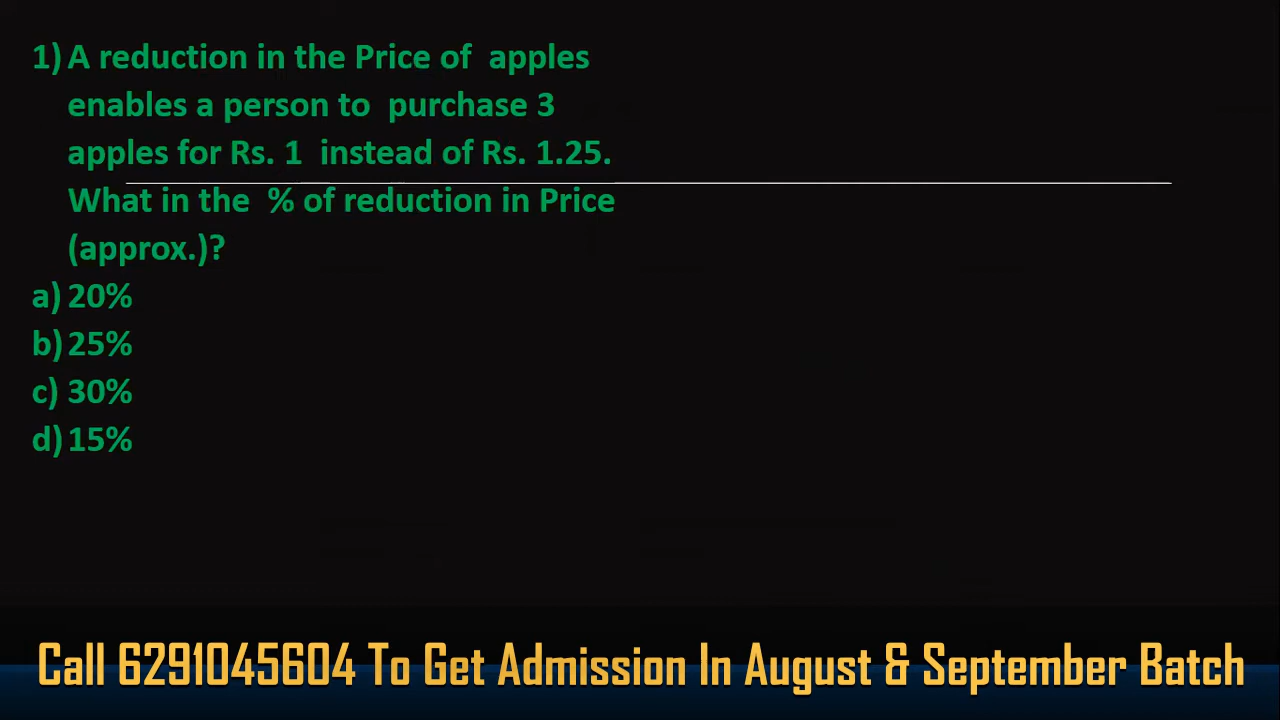 1) A reduction in the Price of apples
enables a person to purchase 3
apples for Rs. 1 instead of Rs. 1.25.
What in the % of reduction in Price
(approx.)?
a) 20%
b) 25%
c) 30%
d) 15%
Call 6291045604 To Get Admission In August & September Batch